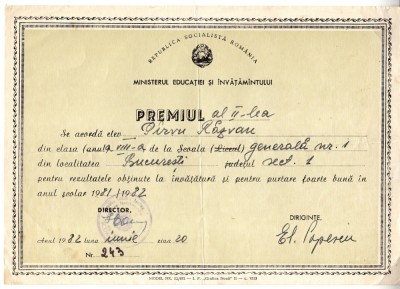 REPUBLICA SOCIALISTĂ ROMÂNIA
MINISTERUL EDUCAȚIEI ȘI ÎNVĂȚĂMÎNTULUI
PREMIUL al II-lea
Se acordă elev Pîrvu Răzvan
din clasa (anul) VIII-a de la Școala (Liceul) generală nr. 1
din localitatea București județul sect. 1
pentru rezultatele obținute la învățătură și pentru purtare foarte bună în
anul școlar 1981/1982
DIRECTOR,
DIRIGINTE,
El. Popescu
Anul 1982 luna iunie ziua 20
Nr. 243